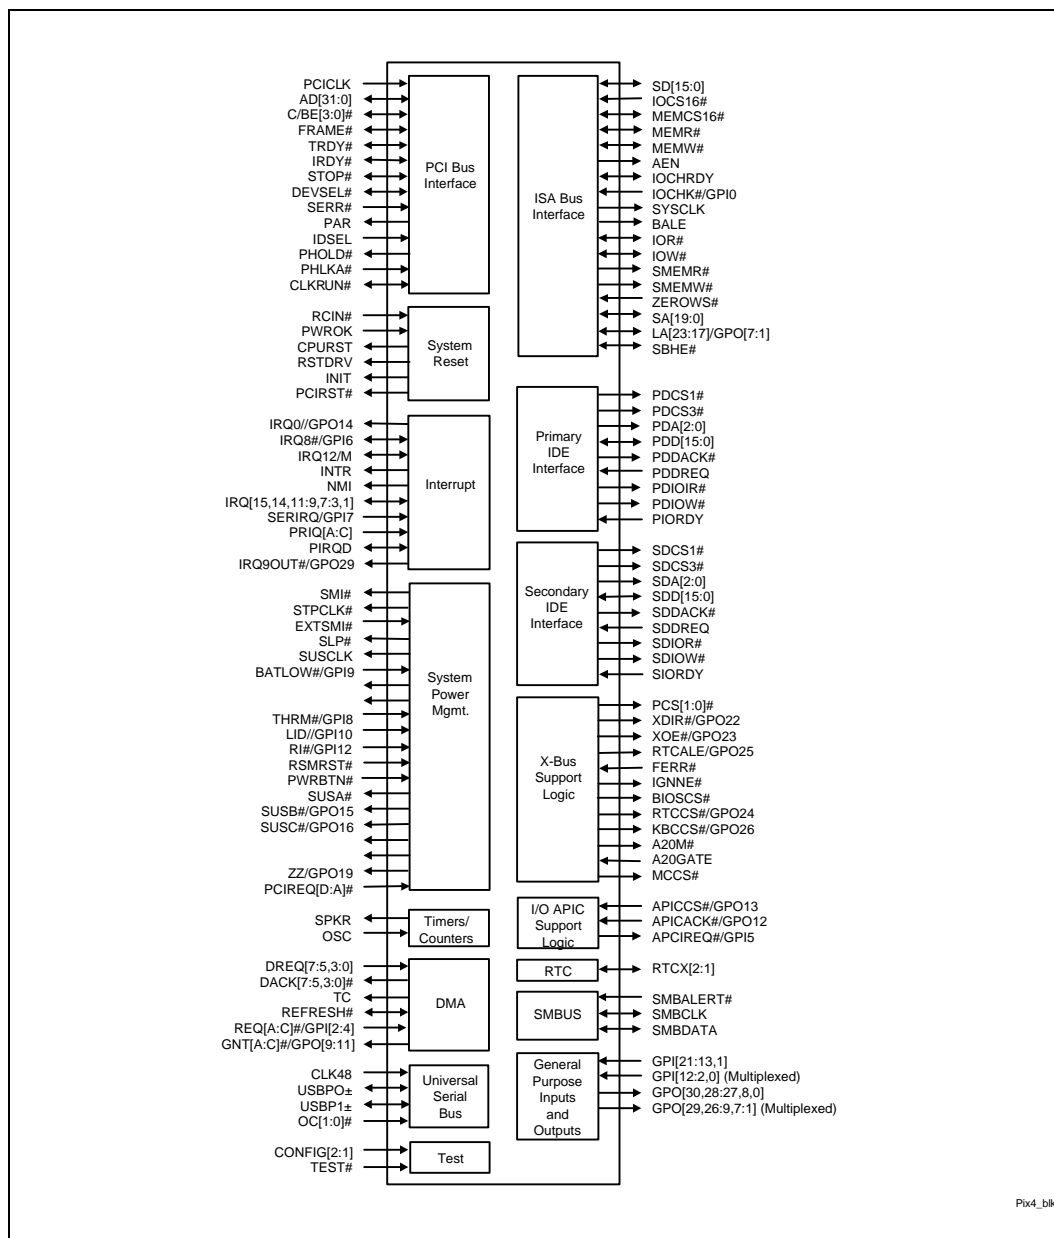 PCICLK
AD[31:0]
C/BE[3:0]#
FRAME#
TRDY#
IRDY#
STOP#
DEVSEL#
SERR#
PAR
IDSEL
PHOLD#
PHLKA#
CLKRUN#
PCI Bus
Interface
RCIN#
PWROK
CPURST
RSTDRV
INIT
PCIRST#
System
Reset
IRQ0//GPO14
IRQ8#/GPI6
IRQ12/M
INTR
NMI
IRQ[15,14,11:9,7:3,1]
SERIRQ/GPI7
PRIQ[A:C]
PIRQD
IRQ9OUT#/GPO29
Interrupt
SMI#
STPCLK#
EXTSMI#
SLP#
SUSCLK
BATLOW#/GPI9
THRM#/GPI8
LID//GPI10
RI#/GPI12
RSMRST#
PWRBTN#
SUSA#
SUSB#/GPO15
SUSC#/GPO16
ZZ/GPO19
PCIREQ[D:A]#
System
Power
Mgmt.
SPKR
OSC
Timers/
Counters
DREQ[7:5,3:0]
DACK[7:5,3:0]#
TC
REFRESH#
REQ[A:C]#/GPI[2:4]
GNT[A:C]#/GPO[9:11]
DMA
CLK48
USBPO±
USBP1±
OC[1:0]#
Universal
Serial
Bus
CONFIG[2:1]
TEST#
Test
ISA Bus
Interface
SD[15:0]
IOCS16#
MEMCS16#
MEMR#
MEMW#
AEN
IOCHRDY
IOCHK#/GPI0
SYSCLK
BALE
IOR#
IOW#
SMEMR#
SMEMW#
ZEROWS#
SA[19:0]
LA[23:17]/GPO[7:1]
SBHE#
Primary
IDE
Interface
PDCS1#
PDCS3#
PDA[2:0]
PDD[15:0]
PDDACK#
PDDREQ
PDIOIR#
PDIOW#
PIORDY
Secondary
IDE
Interface
SDCS1#
SDCS3#
SDA[2:0]
SDD[15:0]
SDDACK#
SDDREQ
SDIOR#
SDIOW#
SIORDY
X-Bus
Support
Logic
PCS[1:0]#
XDIR#/GPO22
XOE#/GPO23
RTCALE/GPO25
FERR#
IGNNE#
BIOSCS#
RTCCS#/GPO24
KBCCS#/GPO26
A20M#
A20GATE
MCCS#
I/O APIC
Support
Logic
APICCS#/GPO13
APICACK#/GPO12
APCIREQ#/GPI5
RTC
RTCX[2:1]
SMBUS
SMBALERT#
SMBCLK
SMBDATA
General
Purpose
Inputs
and
Outputs
GPI[21:13,1]
GPI[12:2,0] (Multiplexed)
GPO[30,28:27,8,0]
GPO[29,26:9,7:1] (Multiplexed)
Pix4_blk